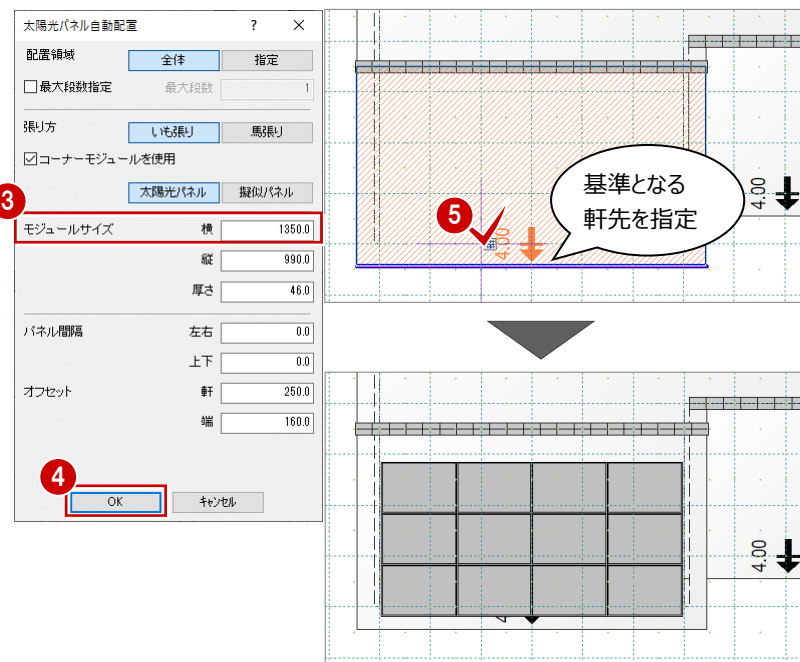 太陽光パネル自動配置 ? ×
配置領域 全体 指定
最大段数指定 最大段数 1
張り方 いも張り 馬張り
コーナーモジュールを使用
太陽光パネル 擬似パネル
3
モジュールサイズ 横 1350.0
縦 990.0
厚さ 46.0
パネル間隔 左右 0.0
上下 0.0
オフセット 軒 250.0
端 160.0
4
OK キャンセル
5
基準となる
軒先を指定
4.00
4.00
4.00